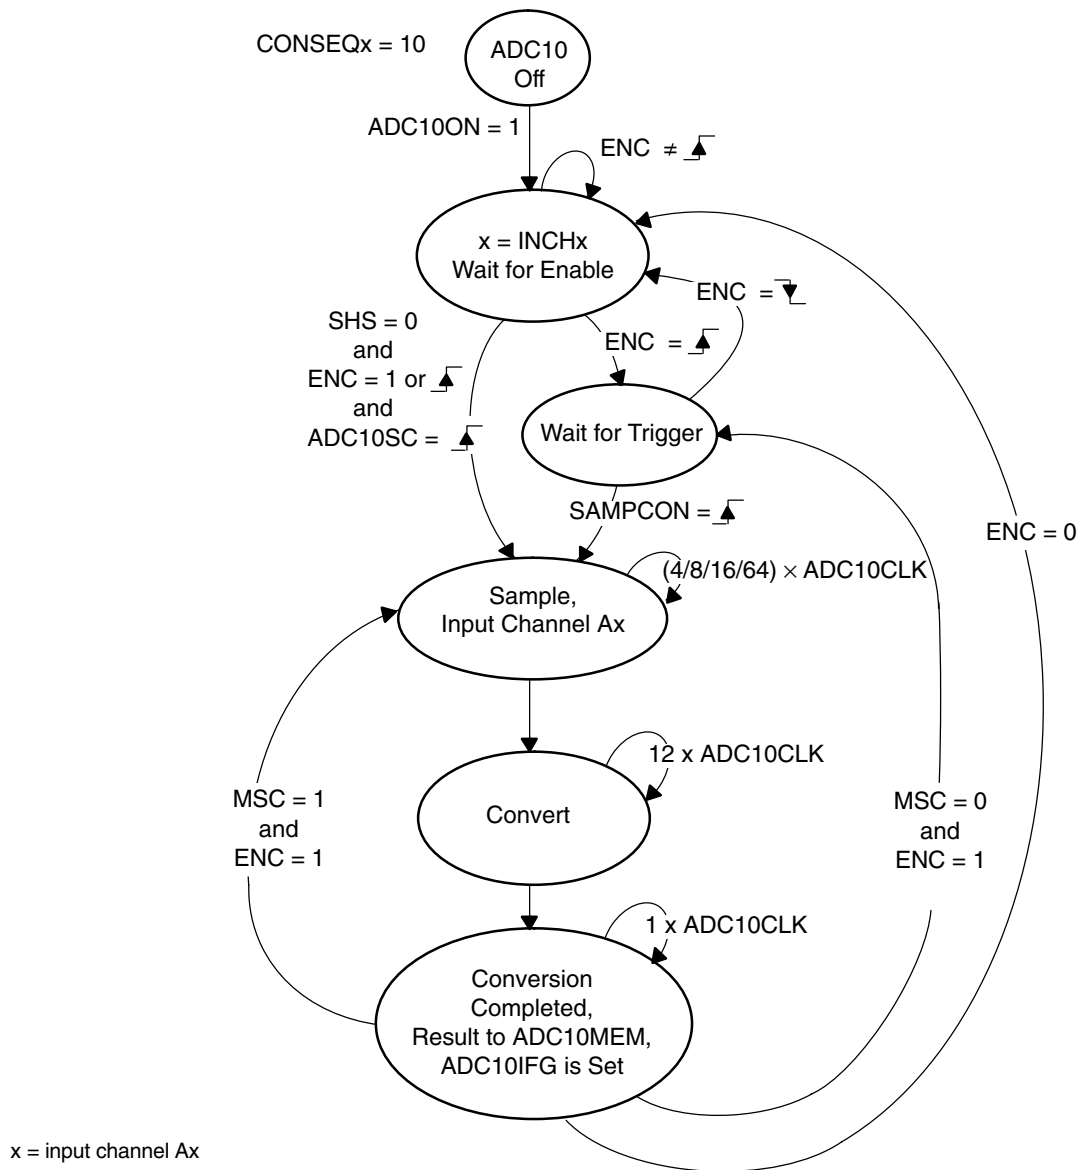 CONSEQx = 10
ADC10
Off
ADC10ON = 1
ENC ≠
x = INCHx
Wait for Enable
ENC =
SHS = 0
and
ENC = 1 or
and
ADC10SC =
ENC =
Wait for Trigger
SAMPCON =
ENC = 0
(4/8/16/64) × ADC10CLK
Sample,
Input Channel Ax
12 x ADC10CLK
Convert
MSC = 1
and
ENC = 1
MSC = 0
and
ENC = 1
1 x ADC10CLK
Conversion
Completed,
Result to ADC10MEM,
ADC10IFG is Set
x = input channel Ax